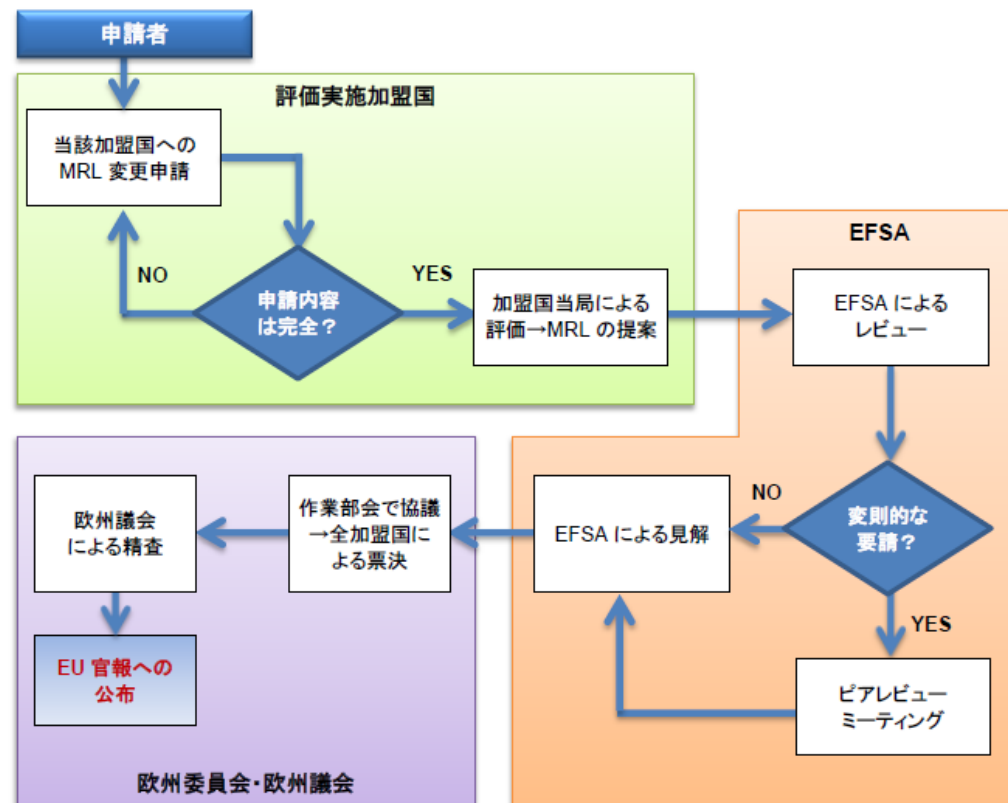 申請者
評価実施加盟国
当該加盟国への
MRL 変更申請
NO
YES
申請内容
は完全？
加盟国当局による
評価→MRL の提案
EFSA
EFSA による
レビュー
変則的な
要請？
NO
YES
EFSA による見解
ピアレビュー
ミーティング
作業部会で協議
→全加盟国に
よる票決
欧州議会
による精査
EU 官報への
公布
欧州委員会・欧州議会